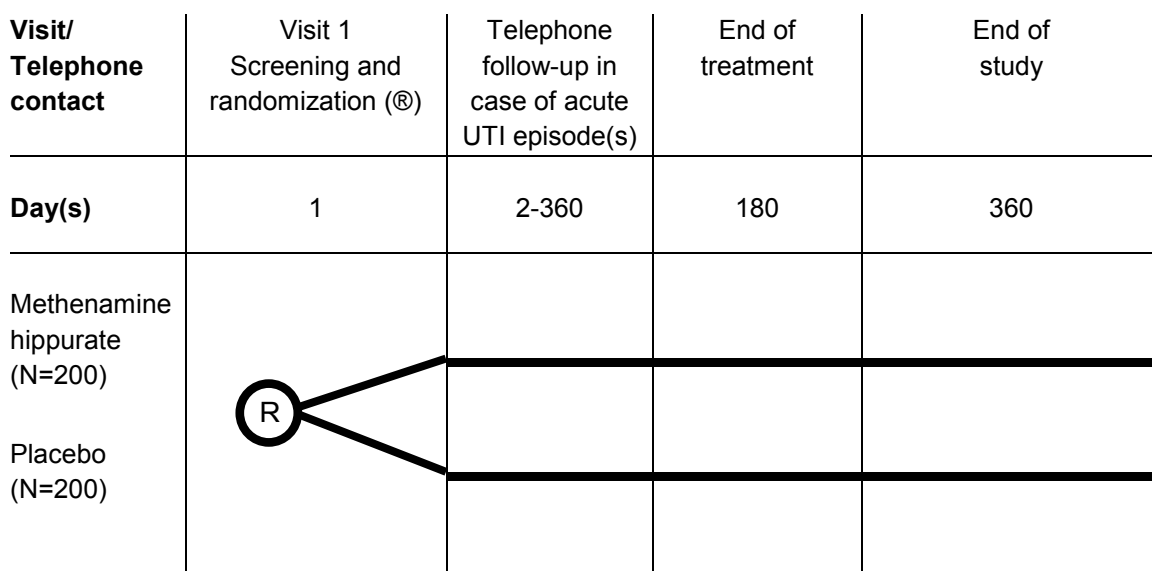 Visit/
Telephone
contact
Visit 1
Screening and
randomization (®)
Telephone
follow-up in
case of acute
UTI episode(s)
End of
treatment
End of
study
Day(s)
1
2-360
180
360
Methenamine
hippurate
(N=200)
R
Placebo
(N=200)